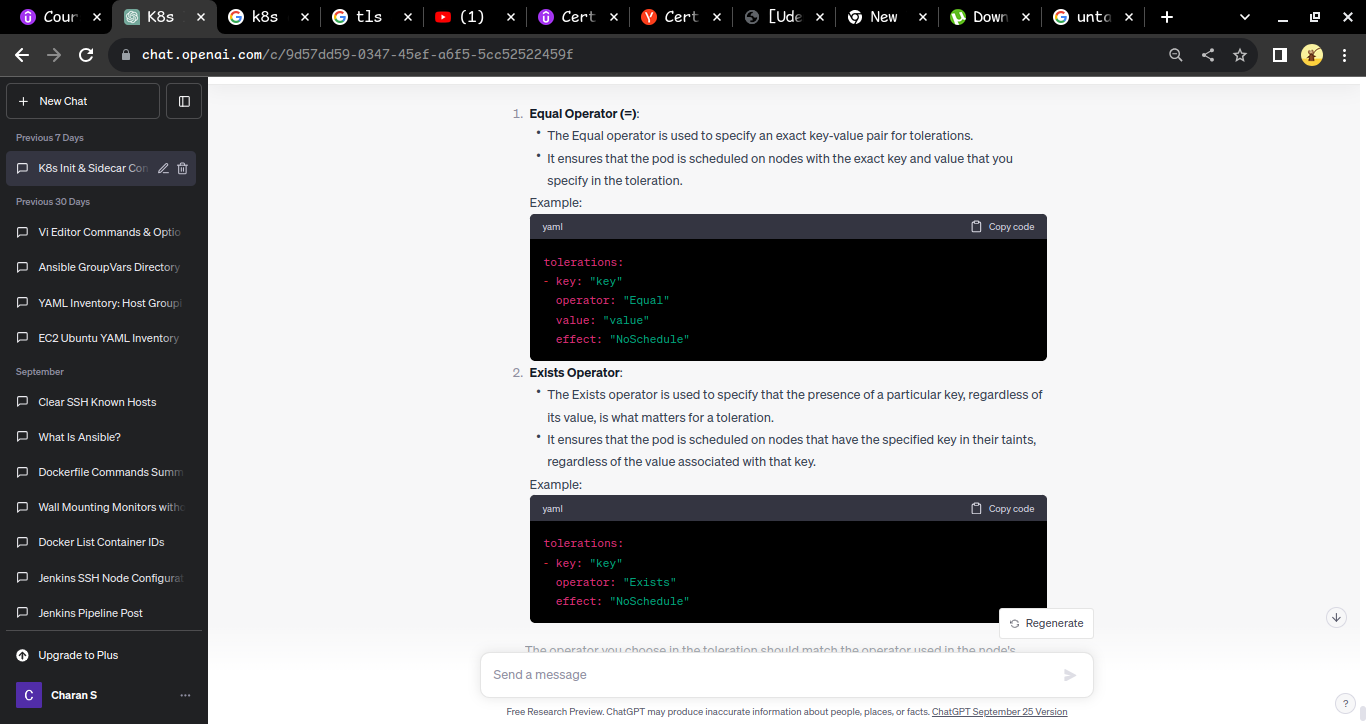 Cour
K8s
k8s
tls
(1)
Cert
Cert
[Ude
New
Down
unta
chat.openai.com/c/9d57dd59-0347-45ef-a6f5-5cc52522459f
New Chat
Previous 7 Days
K8s Init & Sidecar Con
Previous 30 Days
Vi Editor Commands & Optio
Ansible GroupVars Directory
YAML Inventory: Host Groupi
EC2 Ubuntu YAML Inventory
September
Clear SSH Known Hosts
What Is Ansible?
Dockerfile Commands Summ
Wall Mounting Monitors witho
Docker List Container IDs
Jenkins SSH Node Configurat
Jenkins Pipeline Post
Upgrade to Plus
C
Charan S
1. Equal Operator (=):
• The Equal operator is used to specify an exact key-value pair for tolerations.
• It ensures that the pod is scheduled on nodes with the exact key and value that you
specify in the toleration.
Example:
yaml
Copy code
tolerations:
- key: "key"
operator: "Equal"
value: "value"
effect: "NoSchedule"
2. Exists Operator:
• The Exists operator is used to specify that the presence of a particular key, regardless of
its value, is what matters for a toleration.
• It ensures that the pod is scheduled on nodes that have the specified key in their taints,
regardless of the value associated with that key.
Example:
yaml
Copy code
tolerations:
- key: "key"
operator: "Exists"
effect: "NoSchedule"
Regenerate
The operator you choose in the toleration should match the operator used in the node's
Send a message
Free Research Preview. ChatGPT may produce inaccurate information about people, places, or facts. ChatGPT September 25 Version
?